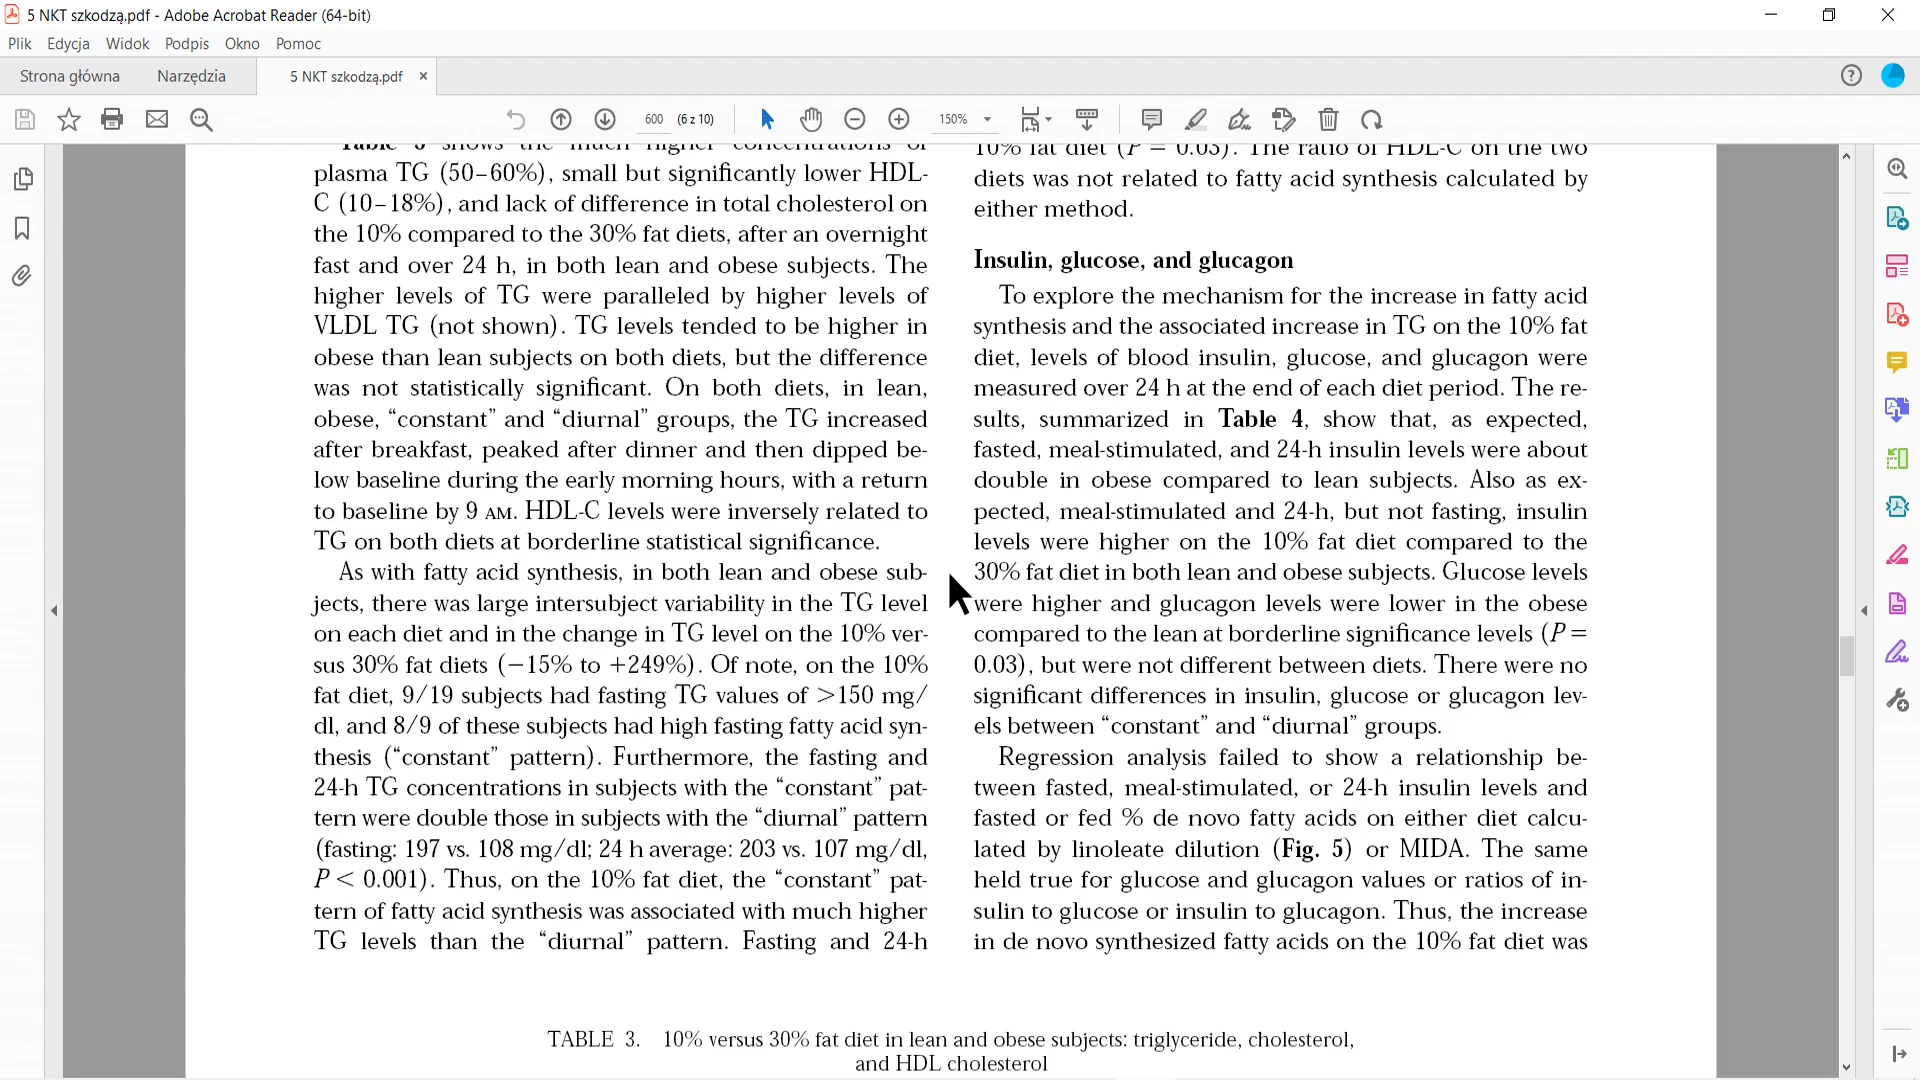 5 NKT szkodzą.pdf - Adobe Acrobat Reader (64-bit)
Plik Edycja Widok Podpis Okno Pomoc
Strona główna Narzędzia 5 NKT szkodzą.pdf ×
600 (6 z 10) 150%
Table 3 shows the much higher concentrations of
plasma TG (50–60%), small but significantly lower HDL-
C (10–18%), and lack of difference in total cholesterol on
the 10% compared to the 30% fat diets, after an overnight
fast and over 24 h, in both lean and obese subjects. The
higher levels of TG were paralleled by higher levels of
VLDL TG (not shown). TG levels tended to be higher in
obese than lean subjects on both diets, but the difference
was not statistically significant. On both diets, in lean,
obese, “constant” and “diurnal” groups, the TG increased
after breakfast, peaked after dinner and then dipped be-
low baseline during the early morning hours, with a return
to baseline by 9 AM. HDL-C levels were inversely related to
TG on both diets at borderline statistical significance.
As with fatty acid synthesis, in both lean and obese sub-
jects, there was large intersubject variability in the TG level
on each diet and in the change in TG level on the 10% ver-
sus 30% fat diets (−15% to +249%). Of note, on the 10%
fat diet, 9/19 subjects had fasting TG values of >150 mg/
dl, and 8/9 of these subjects had high fasting fatty acid syn-
thesis (“constant” pattern). Furthermore, the fasting and
24-h TG concentrations in subjects with the “constant” pat-
tern were double those in subjects with the “diurnal” pattern
(fasting: 197 vs. 108 mg/dl; 24 h average: 203 vs. 107 mg/dl,
P < 0.001). Thus, on the 10% fat diet, the “constant” pat-
tern of fatty acid synthesis was associated with much higher
TG levels than the “diurnal” pattern. Fasting and 24-h
10% fat diet (P = 0.03). The ratio of HDL-C on the two
diets was not related to fatty acid synthesis calculated by
either method.
Insulin, glucose, and glucagon
To explore the mechanism for the increase in fatty acid
synthesis and the associated increase in TG on the 10% fat
diet, levels of blood insulin, glucose, and glucagon were
measured over 24 h at the end of each diet period. The re-
sults, summarized in Table 4, show that, as expected,
fasted, meal-stimulated, and 24-h insulin levels were about
double in obese compared to lean subjects. Also as ex-
pected, meal-stimulated and 24-h, but not fasting, insulin
levels were higher on the 10% fat diet compared to the
30% fat diet in both lean and obese subjects. Glucose levels
were higher and glucagon levels were lower in the obese
compared to the lean at borderline significance levels (P =
0.03), but were not different between diets. There were no
significant differences in insulin, glucose or glucagon lev-
els between “constant” and “diurnal” groups.
Regression analysis failed to show a relationship be-
tween fasted, meal-stimulated, or 24-h insulin levels and
fasted or fed % de novo fatty acids on either diet calcu-
lated by linoleate dilution (Fig. 5) or MIDA. The same
held true for glucose and glucagon values or ratios of in-
sulin to glucose or insulin to glucagon. Thus, the increase
in de novo synthesized fatty acids on the 10% fat diet was
TABLE 3. 10% versus 30% fat diet in lean and obese subjects: triglyceride, cholesterol,
and HDL cholesterol